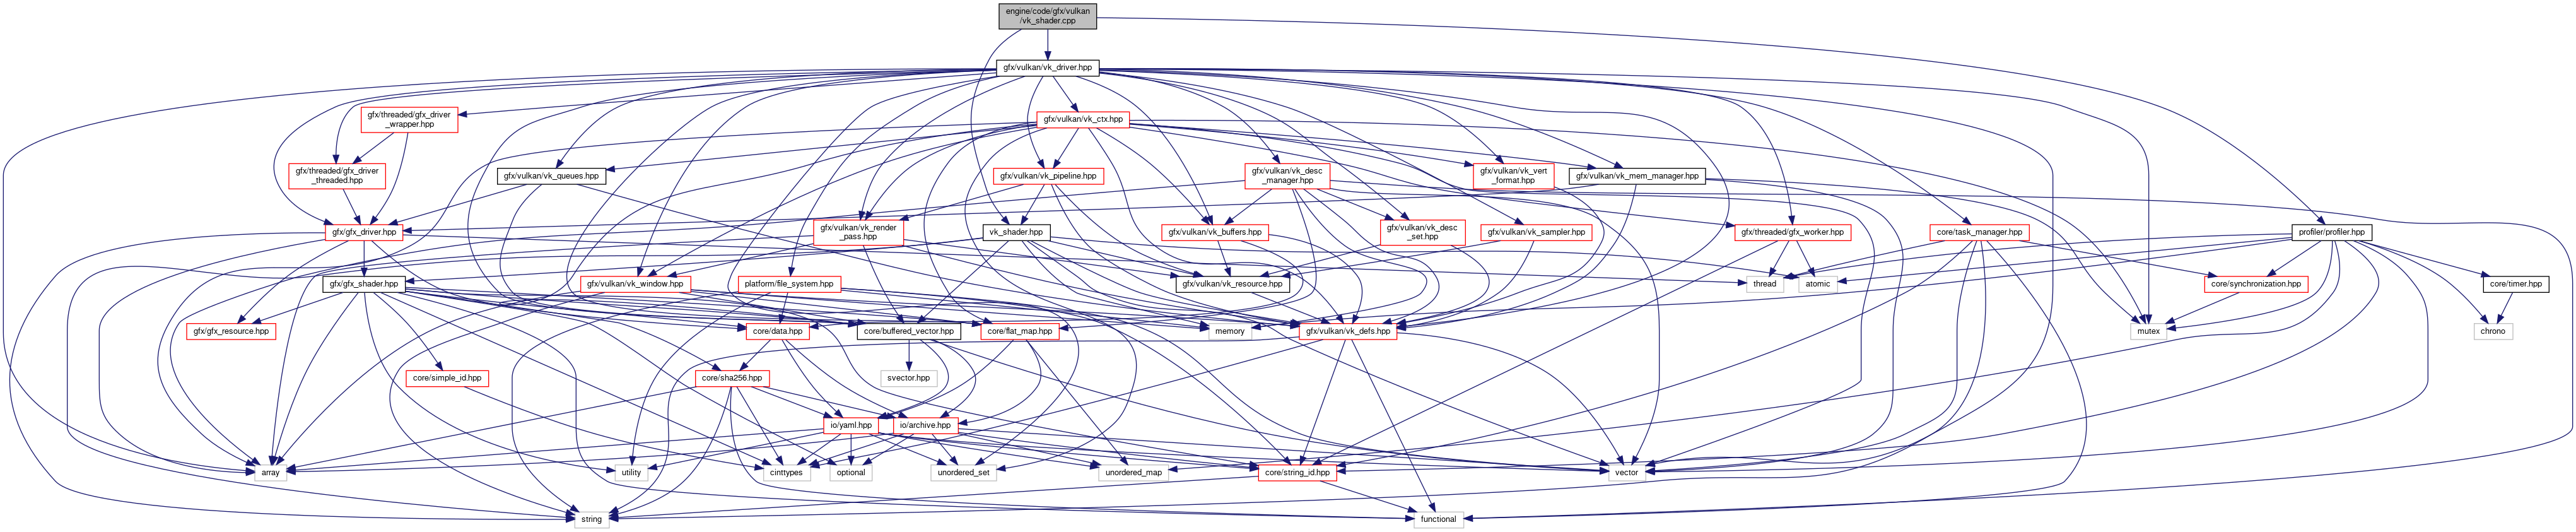 engine/code/gfx/vulkan
/vk_shader.cpp
gfx/vulkan/vk_driver.hpp
gfx/threaded/gfx_driver
_wrapper.hpp
gfx/vulkan/vk_ctx.hpp
gfx/threaded/gfx_driver
_threaded.hpp
gfx/vulkan/vk_queues.hpp
gfx/vulkan/vk_pipeline.hpp
gfx/vulkan/vk_desc
_manager.hpp
gfx/vulkan/vk_vert
_format.hpp
gfx/vulkan/vk_mem_manager.hpp
gfx/gfx_driver.hpp
gfx/vulkan/vk_render
_pass.hpp
vk_shader.hpp
gfx/vulkan/vk_buffers.hpp
gfx/vulkan/vk_desc
_set.hpp
gfx/vulkan/vk_sampler.hpp
gfx/threaded/gfx_worker.hpp
core/task_manager.hpp
profiler/profiler.hpp
gfx/gfx_shader.hpp
gfx/vulkan/vk_window.hpp
platform/file_system.hpp
gfx/vulkan/vk_resource.hpp
thread
atomic
core/synchronization.hpp
core/timer.hpp
gfx/gfx_resource.hpp
core/data.hpp
core/buffered_vector.hpp
core/flat_map.hpp
memory
gfx/vulkan/vk_defs.hpp
mutex
chrono
core/simple_id.hpp
core/sha256.hpp
svector.hpp
io/yaml.hpp
io/archive.hpp
array
utility
cinttypes
optional
unordered_set
unordered_map
core/string_id.hpp
vector
string
functional